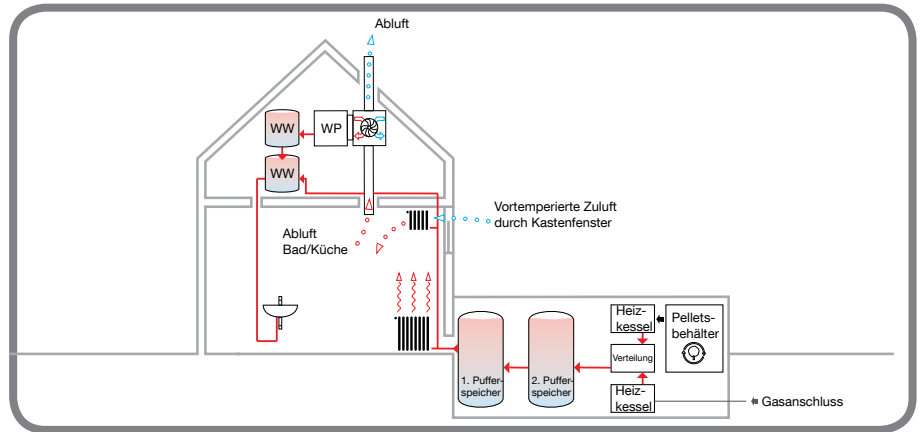 Abluft
WW
WP
WW
Vortemperierte Zuluft
durch Kastenfenster
Abluft
Bad/Küche
Heiz-
kessel
Pellets-
behälter
Verteilung
1. Puffer-
speicher
2. Puffer-
speicher
Heiz-
kessel
Gasanschluss